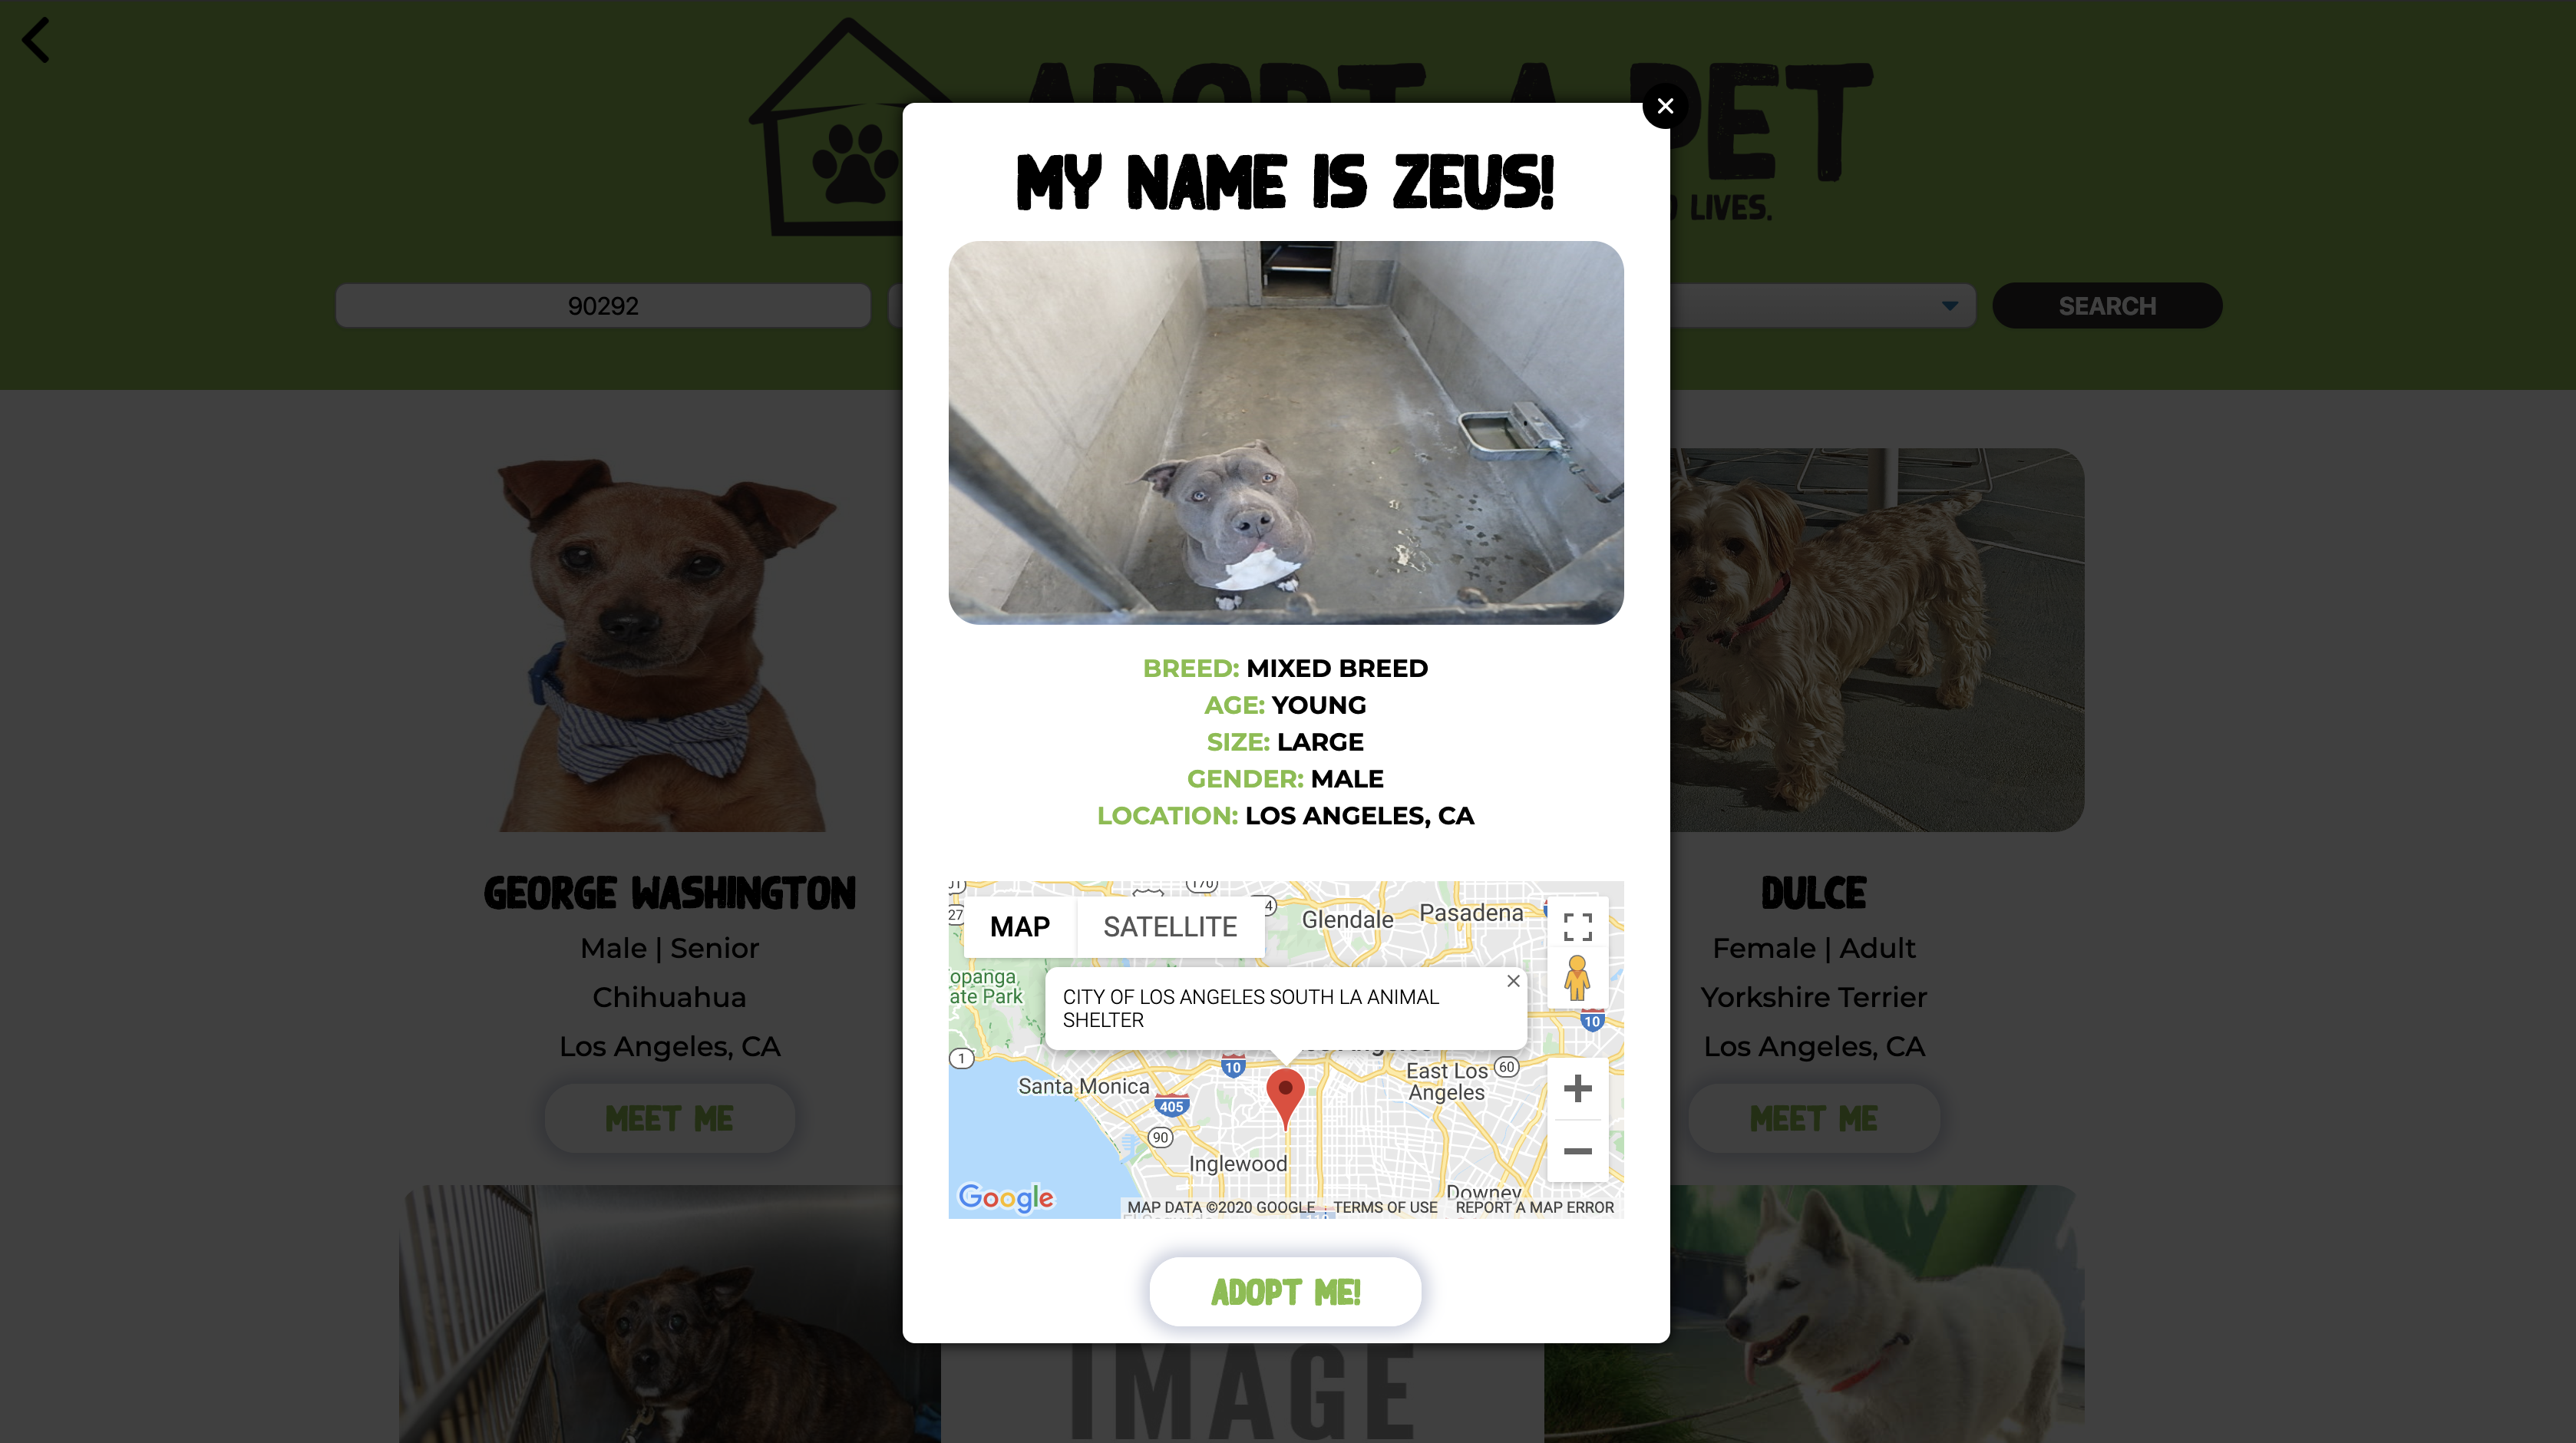 ADOPT A PET
LIVES.
90292
SEARCH
MY NAME IS ZEUS!
BREED: MIXED BREED
AGE: YOUNG
SIZE: LARGE
GENDER: MALE
LOCATION: LOS ANGELES, CA
170
27
4
Glendale
Pasadena
MAP
SATELLITE
opanga
ate Park
CITY OF LOS ANGELES SOUTH LA ANIMAL
SHELTER
10
1
10
Santa Monica
405
East Los
Angeles
60
90
Inglewood
Downey
Google
MAP DATA ©2020 GOOGLE
TERMS OF USE
REPORT A MAP ERROR
ADOPT ME!
GEORGE WASHINGTON
Male | Senior
Chihuahua
Los Angeles, CA
MEET ME
DULCE
Female | Adult
Yorkshire Terrier
Los Angeles, CA
MEET ME
IMAGE